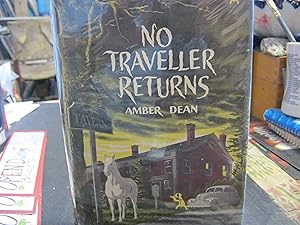 NO
TRAVELLER
RETURNS
AMBER DEAN
TAVERN